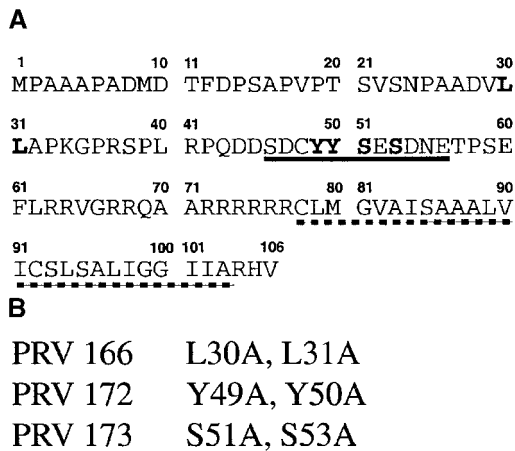 A
1 10 11 20 21 30
MPAAAPADMD TFDPSAPVPT SVSNPAADVL
31 40 41 50 51 60
LAPKGPRSPL RPQDDSDCYY SESDNETPSE
61 70 71 80 81 90
FLRRVGRRQA ARRRRRRCLM GVAISAAALV
91 100 101 106
ICSLSALIGG IIARHV
B
PRV 166 L30A, L31A
PRV 172 Y49A, Y50A
PRV 173 S51A, S53A